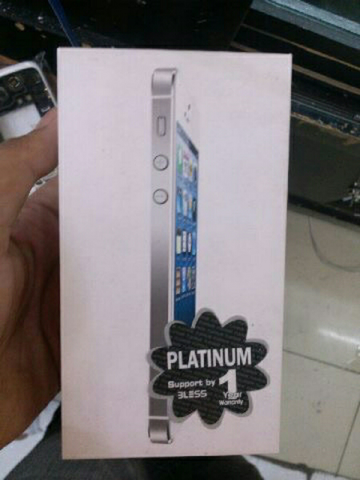 PLATINUM
Support by 1
BLESS Year
Warranty